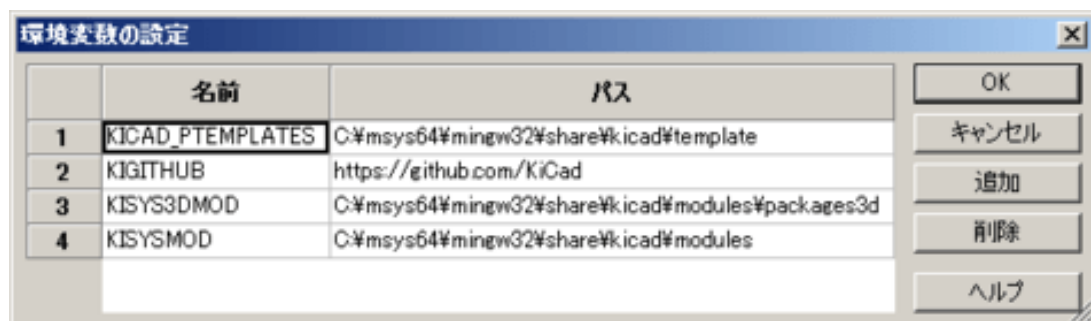 環境変数の設定
名前 パス
1 KICAD_PTEMPLATES C:¥msys64¥mingw32¥share¥kicad¥template
2 KIGITHUB https://github.com/KiCad
3 KISYS3DMOD C:¥msys64¥mingw32¥share¥kicad¥modules¥packages3d
4 KISYSMOD C:¥msys64¥mingw32¥share¥kicad¥modules
OK
キャンセル
追加
削除
ヘルプ